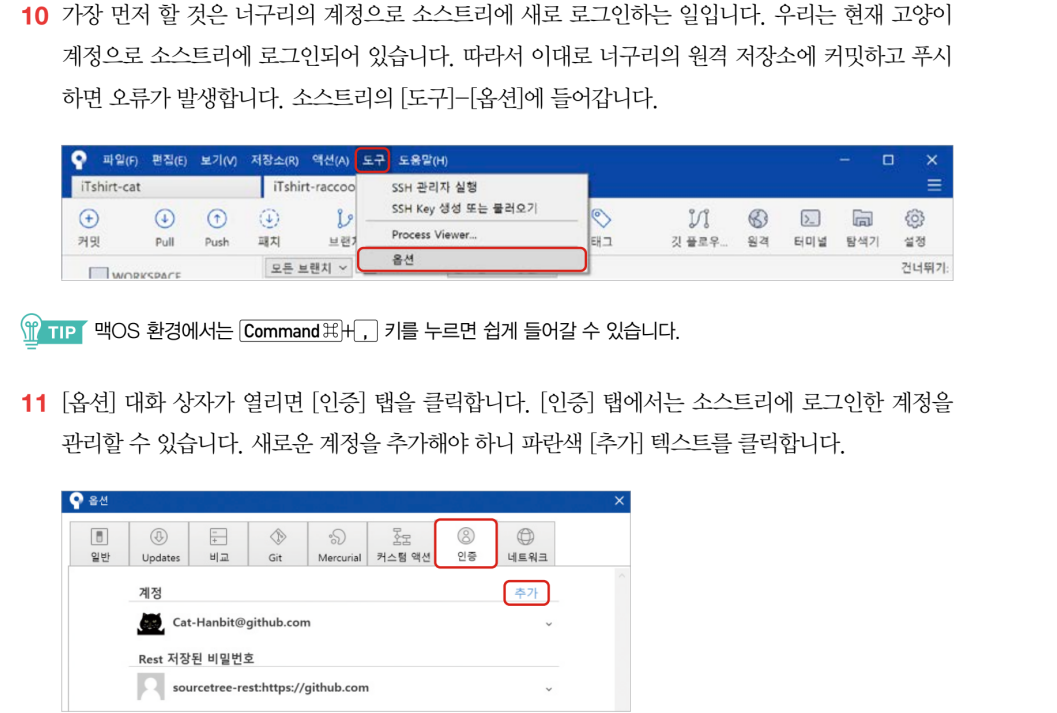 10 가장 먼저 할 것은 너구리의 계정으로 소스트리에 새로 로그인하는 일입니다. 우리는 현재 고양이
계정으로 소스트리에 로그인되어 있습니다. 따라서 이대로 너구리의 원격 저장소에 커밋하고 푸시
하면 오류가 발생합니다. 소스트리의 [도구]-[옵션]에 들어갑니다.
파일(F) 편집(E) 보기(V) 저장소(R) 액션(A) 도구 도움말(H)
iTshirt-cat iTshirt-raccoo
SSH 관리자 실행
SSH Key 생성 또는 불러오기
Process Viewer...
옵션
커밋 Pull Push 패치 브랜치 태그 깃 플로우... 원격 터미널 탐색기 설정
WORKSPACE 모든 브랜치 건너뛰기:
TIP 맥OS 환경에서는 Command⌘+, 키를 누르면 쉽게 들어갈 수 있습니다.
11 [옵션] 대화 상자가 열리면 [인증] 탭을 클릭합니다. [인증] 탭에서는 소스트리에 로그인한 계정을
관리할 수 있습니다. 새로운 계정을 추가해야 하니 파란색 [추가] 텍스트를 클릭합니다.
옵션
일반 Updates 비교 Git Mercurial 커스텀 액션 인증 네트워크
계정 추가
Cat-Hanbit@github.com
Rest 저장된 비밀번호
sourcetree-rest:https://github.com